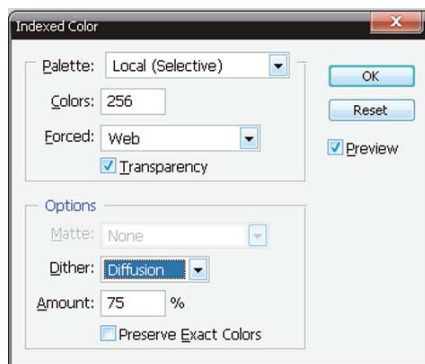 Indexed Color
Palette: Local (Selective)
OK
Colors: 256
Reset
Forced: Web
Preview
Transparency
Options
Matte: None
Dither: Diffusion
Amount: 75 %
Preserve Exact Colors